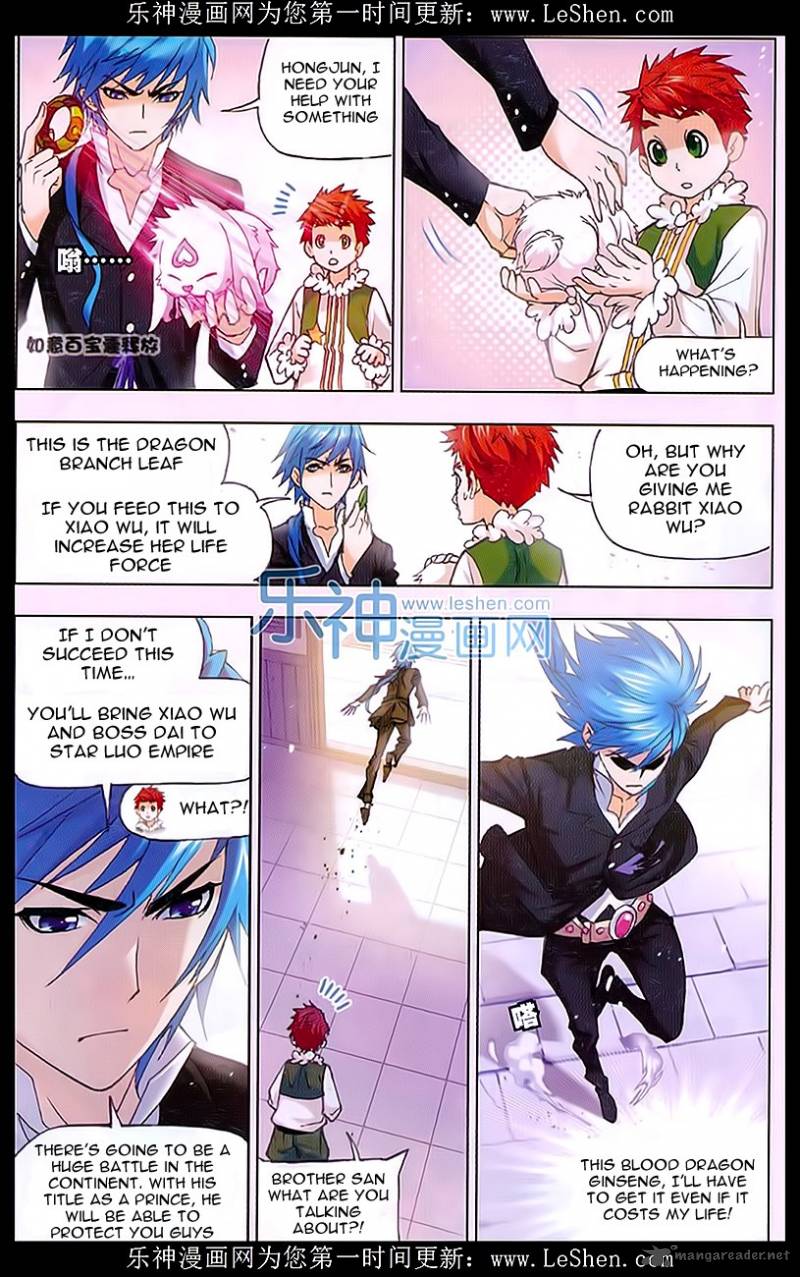 乐神漫画网为您第一时间更新：www.LeShen.com
HONGJUN, I
NEED YOUR
HELP WITH
SOMETHING
嗡……
如意百宝囊释放
WHAT'S
HAPPENING?
THIS IS THE DRAGON
BRANCH LEAF
IF YOU FEED THIS TO
XIAO WU, IT WILL
INCREASE HER LIFE
FORCE
OH, BUT WHY
ARE YOU
GIVING ME
RABBIT XIAO
WU?
乐神漫画网
www.leshen.com
IF I DON'T
SUCCEED THIS
TIME...
YOU'LL BRING XIAO WU
AND BOSS DAI TO
STAR LUO EMPIRE
WHAT?!
THERE'S GOING TO BE A
HUGE BATTLE IN THE
CONTINENT. WITH HIS
TITLE AS A PRINCE, HE
WILL BE ABLE TO
PROTECT YOU GUYS
BROTHER SAN
WHAT ARE YOU
TALKING
ABOUT?!
嗒
THIS BLOOD DRAGON
GINSENG, I'LL HAVE
TO GET IT EVEN IF IT
COSTS MY LIFE!
乐神漫画网为您第一时间更新：www.LeShen.com
mangareader.net